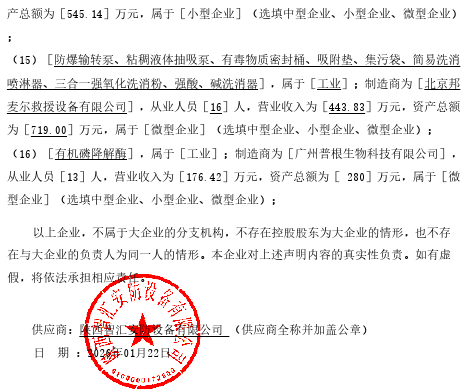 产总额为［545.14］万元，属于［小型企业］（选填中型企业、小型企业、微型企业）
；
（15）［防爆输转泵、粘稠液体抽吸泵、有毒物质密封桶、吸附垫、集污袋、简易洗消
喷淋器、三合一强氧化洗消粉、强酸、碱洗消器］，属于［工业］；制造商为［北京邦
麦尔救援设备有限公司］，从业人员［16］人，营业收入为［443.83］万元，资产总额
为［719.00］万元，属于［微型企业］（选填中型企业、小型企业、微型企业）；
（16）［有机磷降解酶］，属于［工业］；制造商为［广州普根生物科技有限公司］，
从业人员［13］人，营业收入为［176.42］万元，资产总额为［ 280］万元，属于［微
型企业］（选填中型企业、小型企业、微型企业）；
以上企业，不属于大企业的分支机构，不存在控股股东为大企业的情形，也不存
在与大企业的负责人为同一人的情形。本企业对上述声明内容的真实性负责。如有虚
假，将依法承担相应责任。
供应商：陕西智汇安防设备有限公司 （供应商全称并加盖公章）
日 期：2026年01月22日
陕西智汇安防设备有限公司